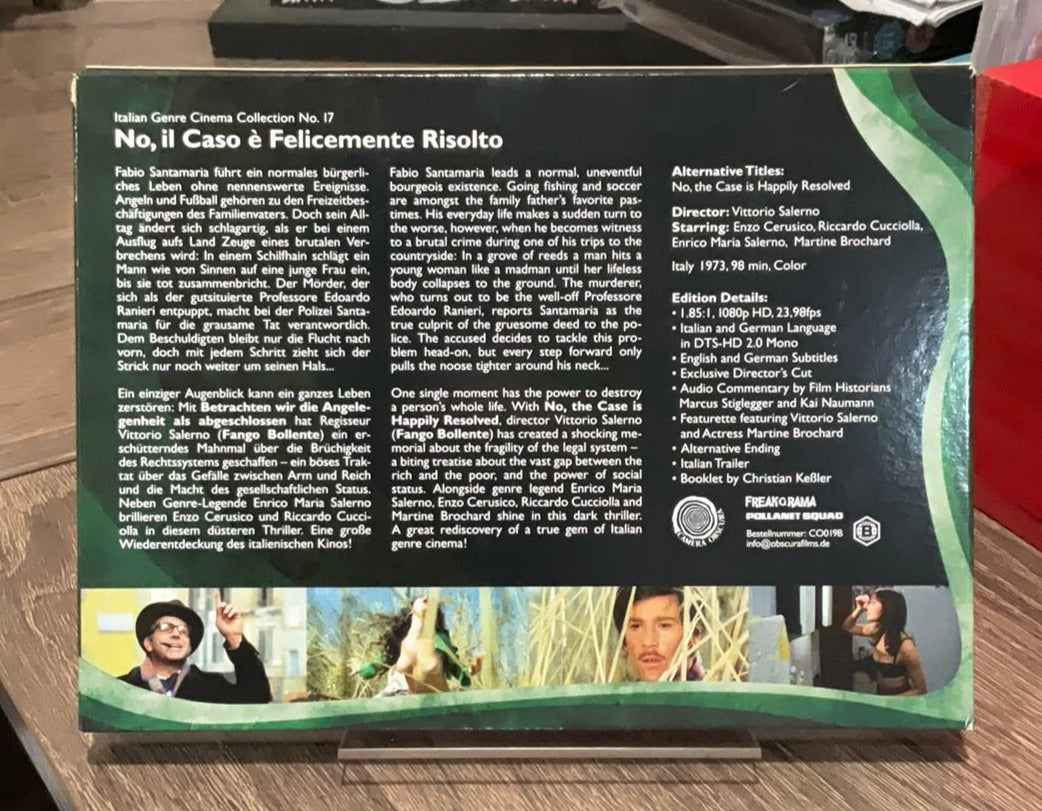 Italian Genre Cinema Collection No. 17
No, il Caso è Felicemente Risolto
Fabio Santamaria führt ein normales bürgerli-
ches Leben ohne nennenswerte Ereignisse.
Angeln und Fußball gehören zu den Freizeitbes-
chäftigungen des Familienvaters. Doch sein All-
tag ändert sich schlagartig, als er bei einem
Ausflug aufs Land Zeuge eines brutalen Ver-
brechens wird: In einem Schilfhain schlägt ein
Mann wie von Sinnen auf eine junge Frau ein,
bis sie tot zusammenbricht. Der Mörder, der
sich als der gutsituierte Professore Edoardo
Ranieri entpuppt, macht bei der Polizei Santa-
maria für die grausame Tat verantwortlich.
Dem Beschuldigten bleibt nur die Flucht nach
vorn, doch mit jedem Schritt zieht sich der
Strick nur noch weiter um seinen Hals...
Ein einziger Augenblick kann ein ganzes Leben
zerstören: Mit Betrachten wir die Angele-
genheit als abgeschlossen hat Regisseur
Vittorio Salerno (Fango Bollente) ein er-
schütterndes Mahnmal über die Brüchigkeit
des Rechtssystems geschaffen – ein böses Trak-
tat über das Gefälle zwischen Arm und Reich
und die Macht des gesellschaftlichen Status.
Neben Genre-Legende Enrico Maria Salerno
brillieren Enzo Cerusico und Riccardo Cucci-
olla in diesem düsteren Thriller. Eine große
Wiederentdeckung des italienischen Kinos!
Fabio Santamaria leads a normal, uneventful
bourgeois existence. Going fishing and soccer
are amongst the family father's favorite pas-
times. His everyday life makes a sudden turn to
the worse, however, when he becomes witness
to a brutal crime during one of his trips to the
countryside: In a grove of reeds a man hits a
young woman like a madman until her lifeless
body collapses to the ground. The murderer,
who turns out to be the well-off Professore
Edoardo Ranieri, reports Santamaria as the
true culprit of the gruesome deed to the po-
lice. The accused decides to tackle this pro-
blem head-on, but every step forward only
pulls the noose tighter around his neck...
One single moment has the power to destroy
a person's whole life. With No, the Case is
Happily Resolved, director Vittorio Salerno
(Fango Bollente) has created a shocking me-
morial about the fragility of the legal system –
a biting treatise about the vast gap between the
rich and the poor, and the power of social
status. Alongside genre legend Enrico Maria
Salerno, Enzo Cerusico, Riccardo Cucciolla and
Martine Brochard shine in this dark thriller.
A great rediscovery of a true gem of Italian
genre cinema!
Alternative Titles:
No, the Case is Happily Resolved
Director: Vittorio Salerno
Starring: Enzo Cerusico, Riccardo Cucciolla,
Enrico Maria Salerno, Martine Brochard
Italy 1973, 98 min, Color
Edition Details:
• 1.85:1, 1080p HD, 23,98fps
• Italian and German Language
in DTS-HD 2.0 Mono
• English and German Subtitles
• Exclusive Director's Cut
• Audio Commentary by Film Historians
Marcus Stiglegger and Kai Naumann
• Featurette featuring Vittorio Salerno
and Actress Martine Brochard
• Alternative Ending
• Italian Trailer
• Booklet by Christian Keßler
CAMERA OBSCURA
FREAKORAMA
POLLANET SQUAD
Bestellnummer: CO019B
info@obscurafilms.de
B